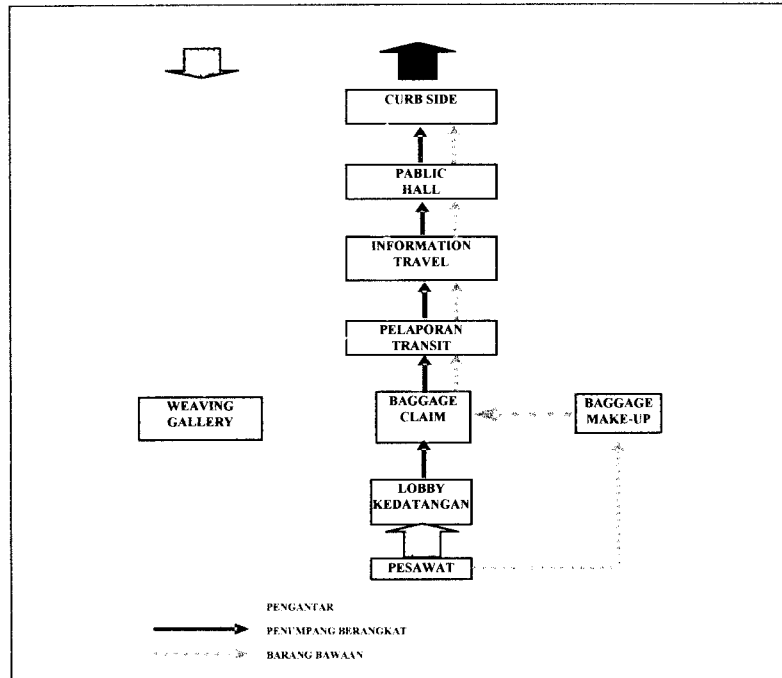 CURB SIDE
PABLIC
HALL
INFORMATION
TRAVEL
PELAPORAN
TRANSIT
WEAVING
GALLERY
BAGGAGE
CLAIM
BAGGAGE
MAKE-UP
LOBBY
KEDATANGAN
PESAWAT
PENGANTAR
PENUMPANG BERANGKAT
BARANG BAWAAN